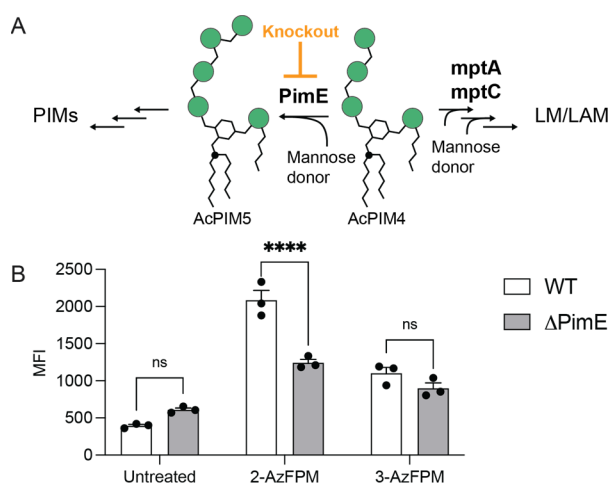 A
Knockout
PimE
mptA
mptC
PIMs
LM/LAM
Mannose
donor
Mannose
donor
AcPIM5
AcPIM4
B
****
ns
ns
MFI
2500
2000
1500
1000
500
0
Untreated
2-AzFPM
3-AzFPM
WT
ΔPimE